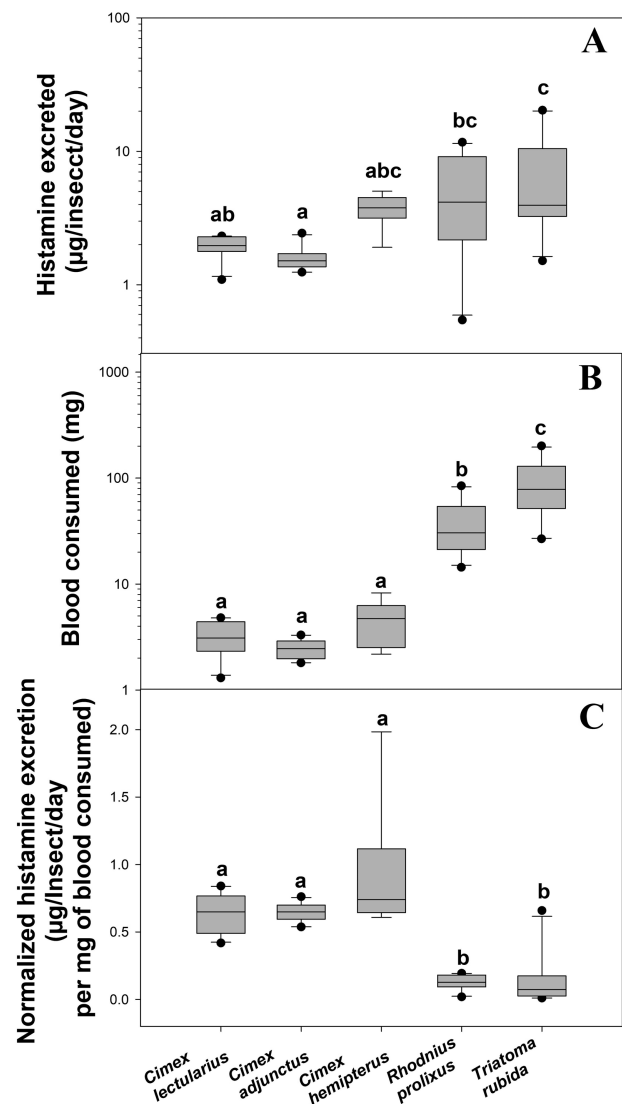 A
Histamine excreted
(µg/insecct/day)
100
10
1
ab
a
abc
bc
c
B
Blood consumed (mg)
1000
100
10
1
a
a
a
b
c
C
Normalized histamine excretion
(µg/Insect/day
per mg of blood consumed)
2.0
1.5
1.0
0.5
0.0
a
a
a
b
b
Cimex
lectularius
Cimex
adjunctus
Cimex
hemipterus
Rhodnius
prolixus
Triatoma
rubida